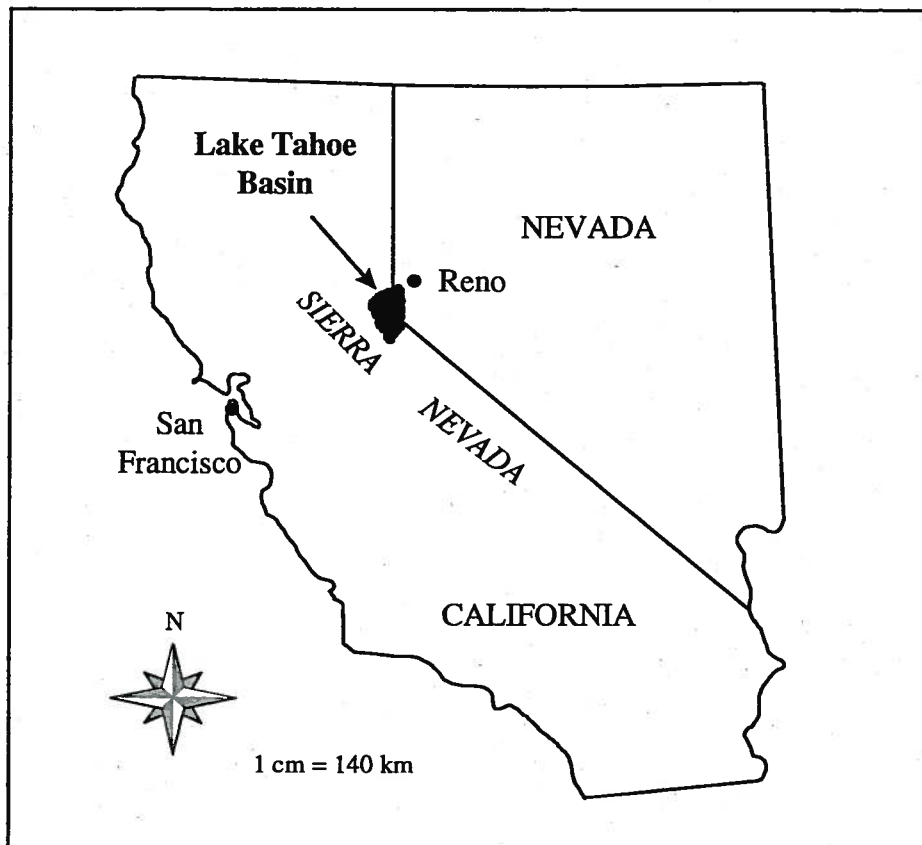 Lake Tahoe
Basin
NEVADA
Reno
SIERRA
NEVADA
San
Francisco
CALIFORNIA
N
1 cm = 140 km